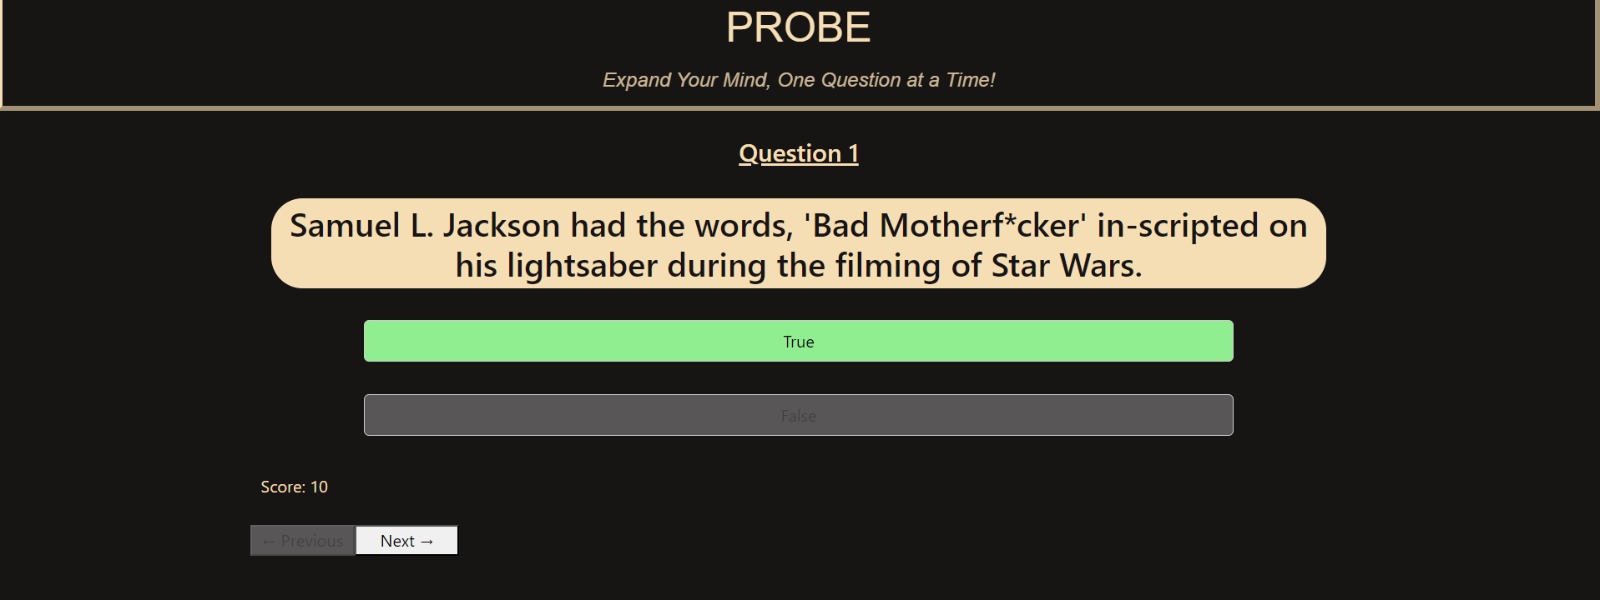 PROBE
Expand Your Mind, One Question at a Time!
Question 1
Samuel L. Jackson had the words, 'Bad Motherf*cker' in-scripted on
his lightsaber during the filming of Star Wars.
True
False
Score: 10
← Previous Next →